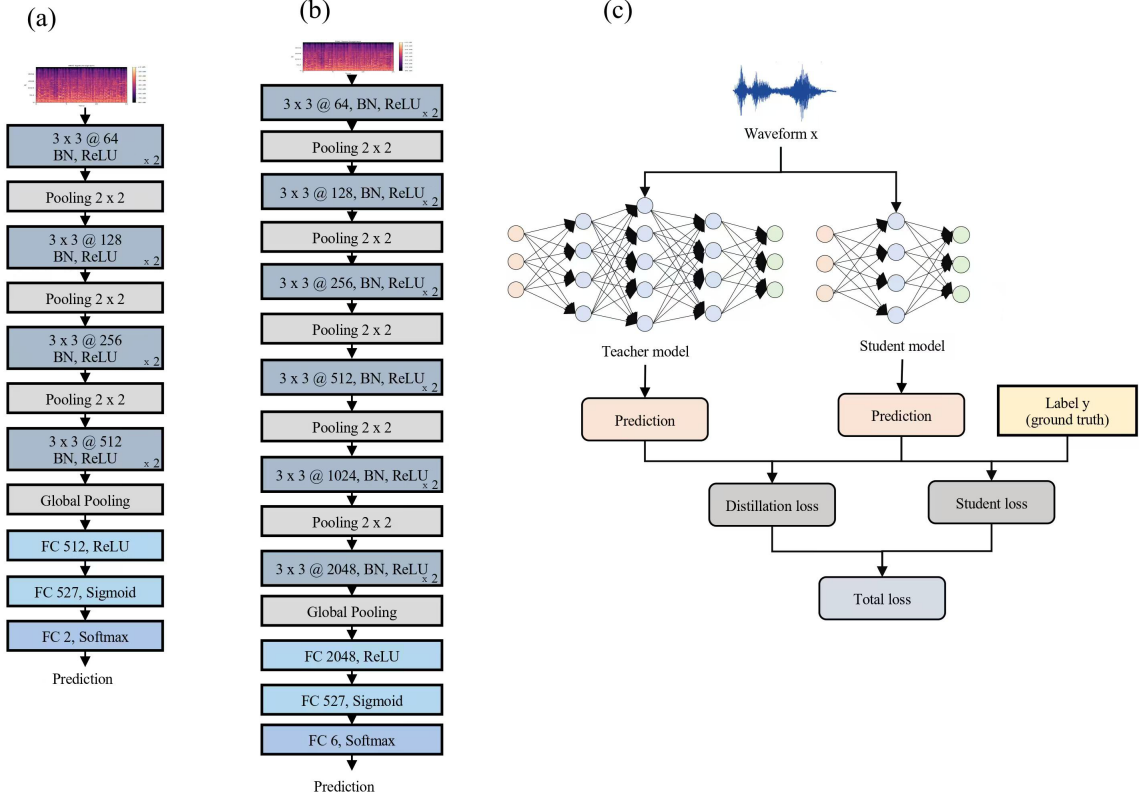 (a)
3 x 3 @ 64
BN, ReLU x 2
Pooling 2 x 2
3 x 3 @ 128
BN, ReLU x 2
Pooling 2 x 2
3 x 3 @ 256
BN, ReLU x 2
Pooling 2 x 2
3 x 3 @ 512
BN, ReLU x 2
Global Pooling
FC 512, ReLU
FC 527, Sigmoid
FC 2, Softmax
Prediction
(b)
3 x 3 @ 64, BN, ReLU x 2
Pooling 2 x 2
3 x 3 @ 128, BN, ReLU x 2
Pooling 2 x 2
3 x 3 @ 256, BN, ReLU x 2
Pooling 2 x 2
3 x 3 @ 512, BN, ReLU x 2
Pooling 2 x 2
3 x 3 @ 1024, BN, ReLU x 2
Pooling 2 x 2
3 x 3 @ 2048, BN, ReLU x 2
Global Pooling
FC 2048, ReLU
FC 527, Sigmoid
FC 6, Softmax
Prediction
(c)
Waveform x
Teacher model
Student model
Prediction
Prediction
Label y
(ground truth)
Distillation loss
Student loss
Total loss